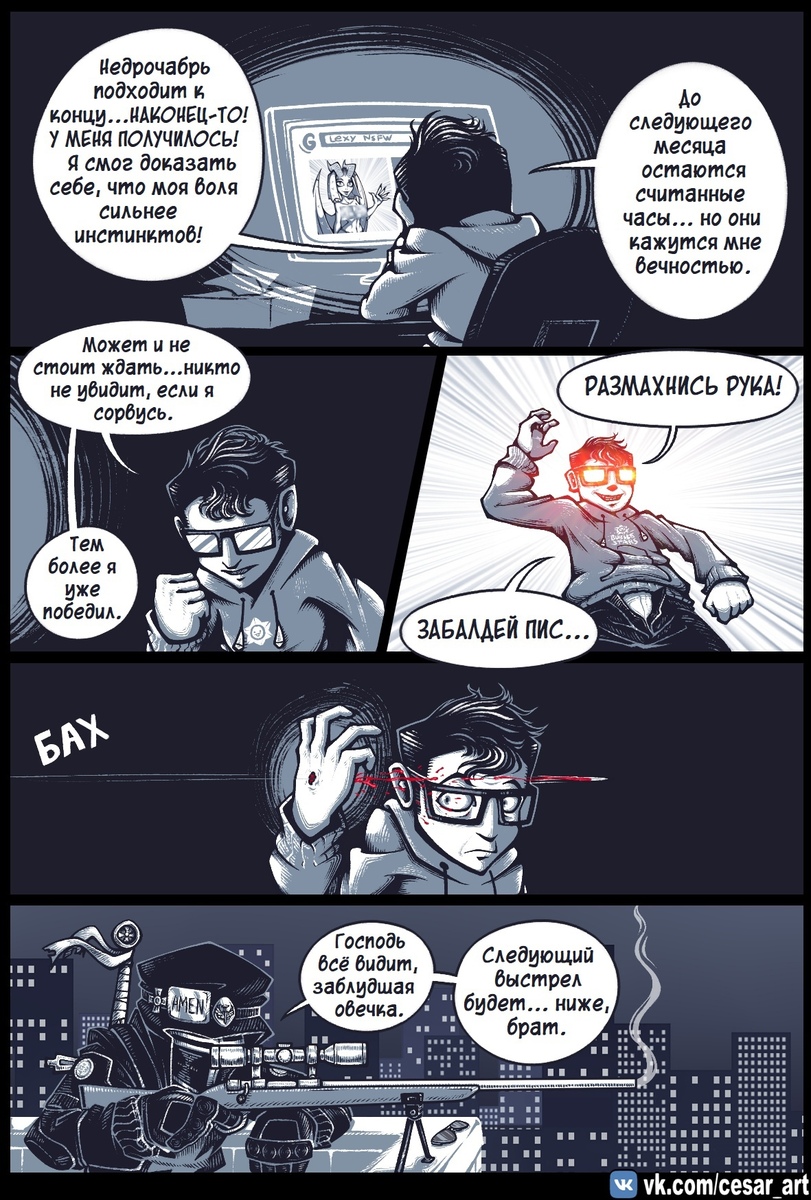 Недрочабрь
подходит к
концу...НАКОНЕЦ-ТО!
У МЕНЯ ПОЛУЧИЛОСЬ!
Я смог доказать
себе, что моя воля
сильнее
инстинктов!
G LEXY NSFW
До
следующего
месяца
остаются
считанные
часы... но они
кажутся мне
вечностью.
Может и не
стоит ждать...никто
не увидит, если я
сорвусь.
Тем
более я
уже
победил.
РАЗМАХНИСЬ РУКА!
ЗАБАЛДЕЙ ПИС...
БАХ
Господь
всё видит,
заблудшая
овечка.
Следующий
выстрел
будет... ниже,
брат.
AMEN
vk.com/cesar_art